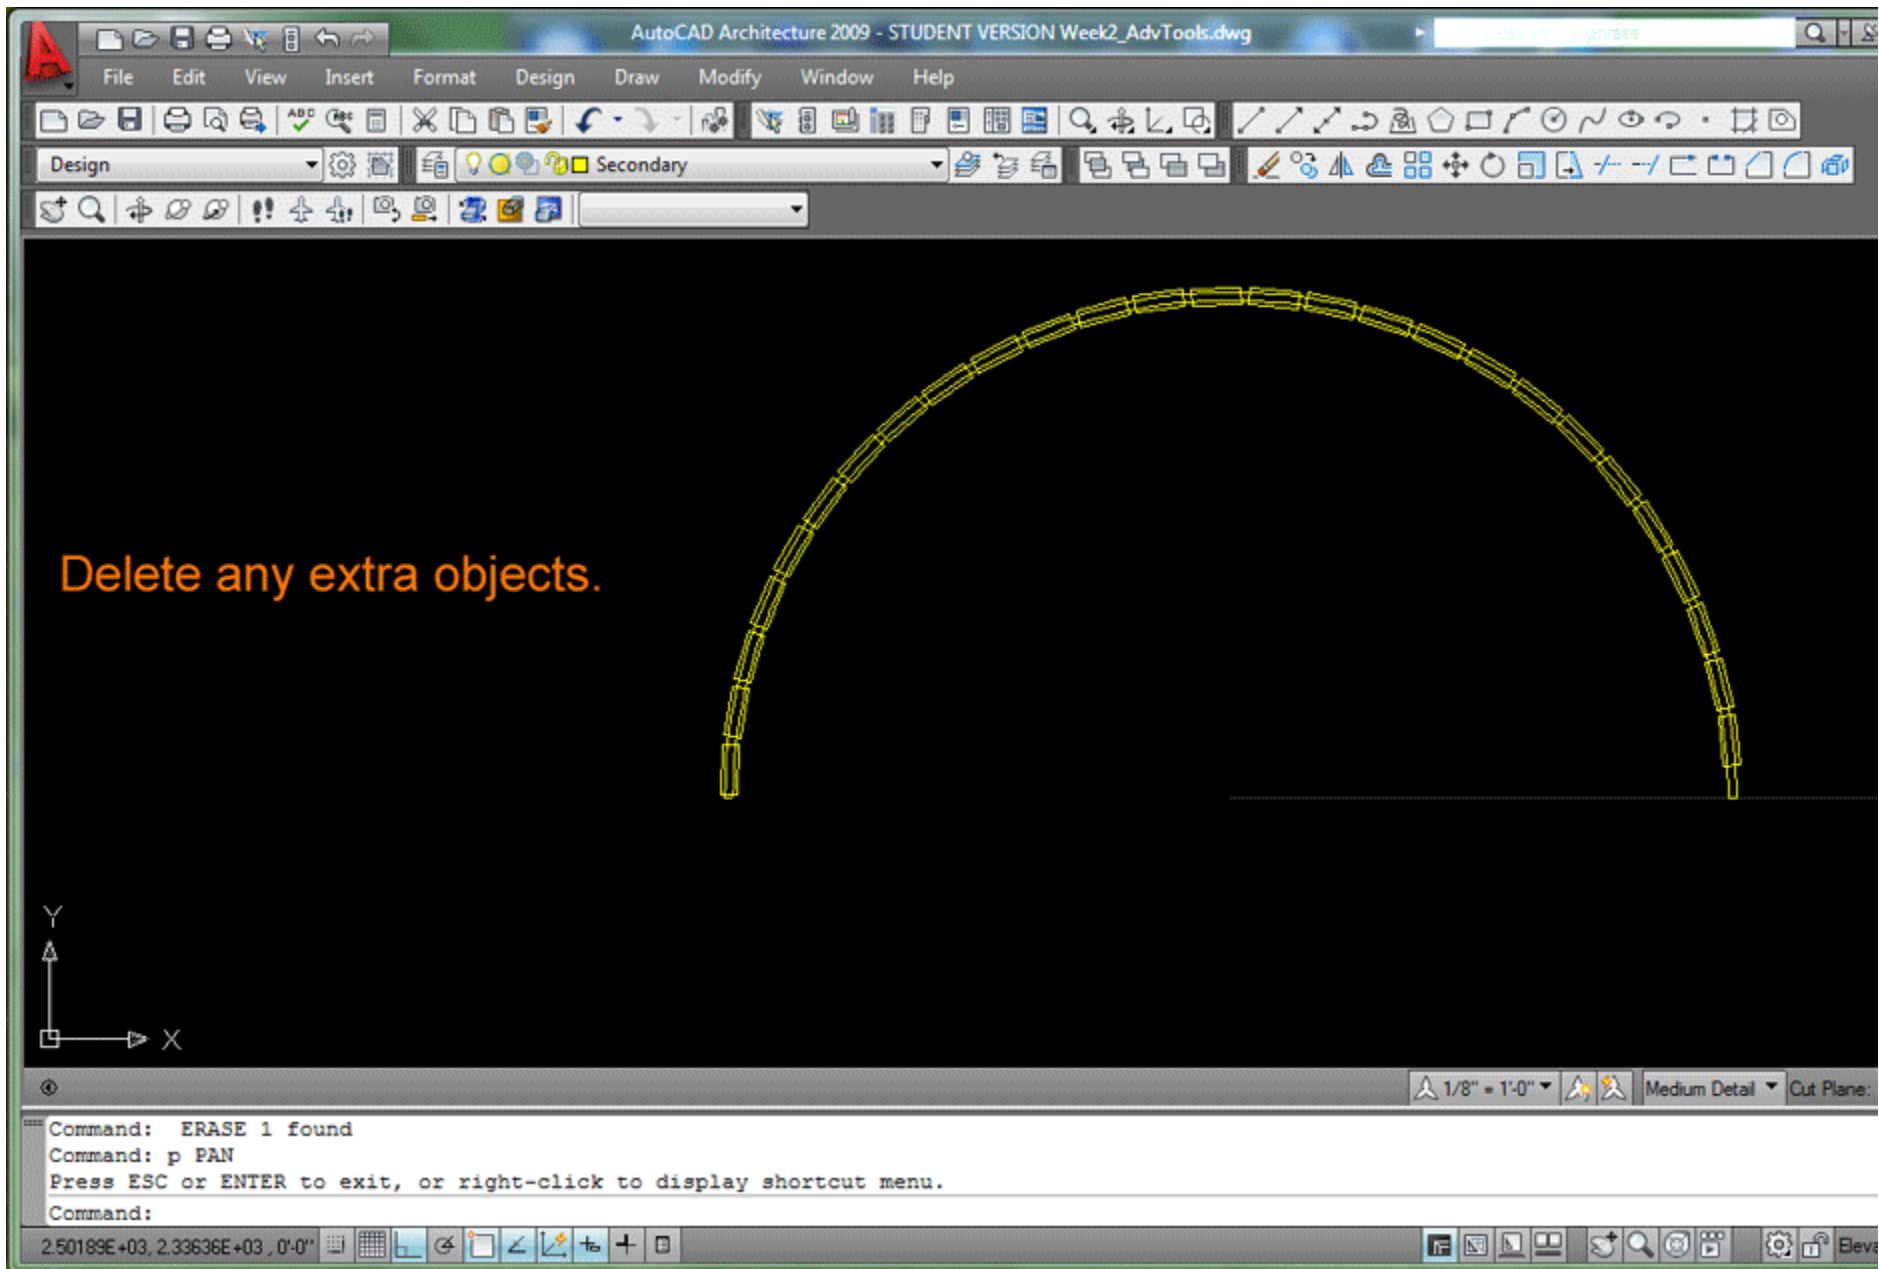 AutoCAD Architecture 2009 - STUDENT VERSION Week2_AdvTools.dwg
File Edit View Insert Format Design Draw Modify Window Help
Design
Secondary
Delete any extra objects.
Y
X
1/8" = 1'-0" Medium Detail Cut Plane:
Command:  ERASE 1 found
Command: p PAN
Press ESC or ENTER to exit, or right-click to display shortcut menu.
Command:
2.50189E+03, 2.33636E+03 , 0'-0" Eleva